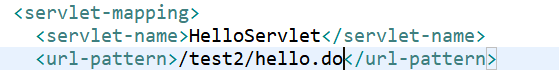 <servlet-mapping>
<servlet-name>HelloServlet</servlet-name>
<url-pattern>/test2/hello.do</url-pattern>